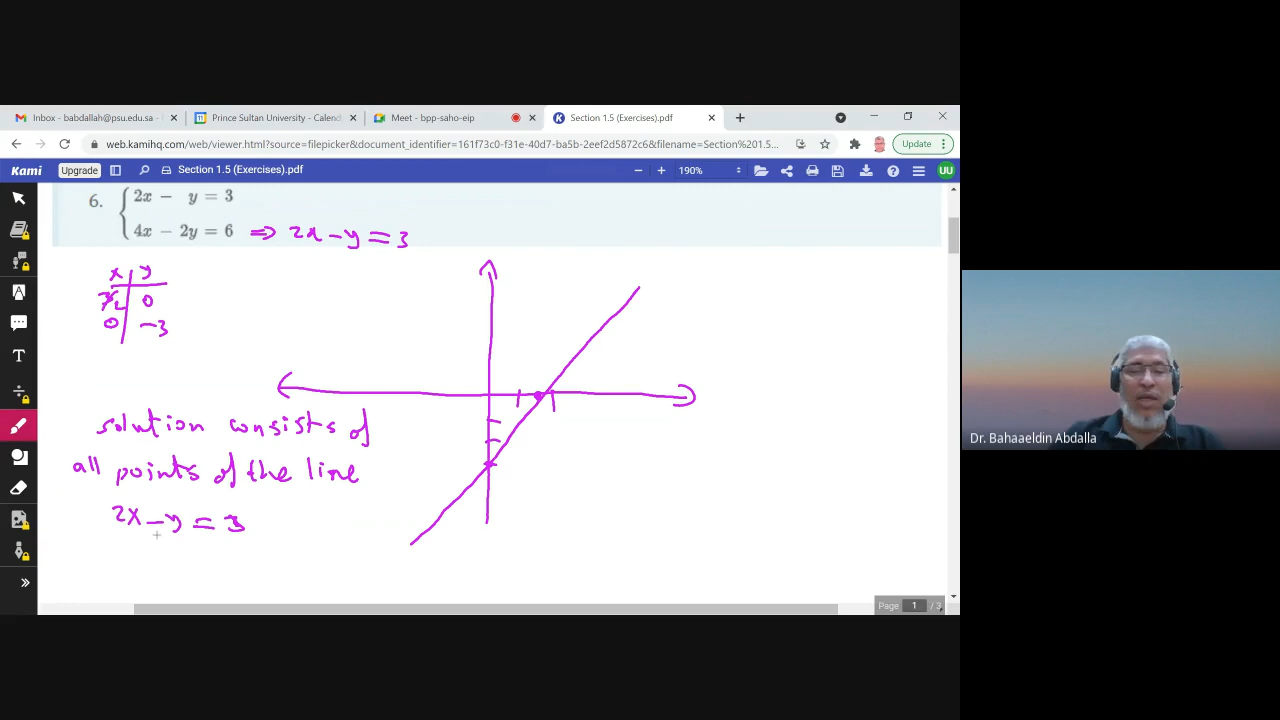 Inbox - babdallah@psu.edu.sa -
Prince Sultan University - Calend
Meet - bpp-saho-eip
Section 1.5 (Exercises).pdf
web.kamihq.com/web/viewer.html?source=filepicker&document_identifier=161f73c0-f31e-40d7-ba5b-2eef2d5872c6&filename=Section%201.5...
Update
Kami
Upgrade
Section 1.5 (Exercises).pdf
190%
UU
6. 2x - y = 3
4x - 2y = 6 ⇒ 2x - y = 3
x y
3/2 0
0 -3
solution consists of
all points of the line
2x - y = 3
T
Page 1 / 3
Dr. Bahaaeldin Abdalla
31